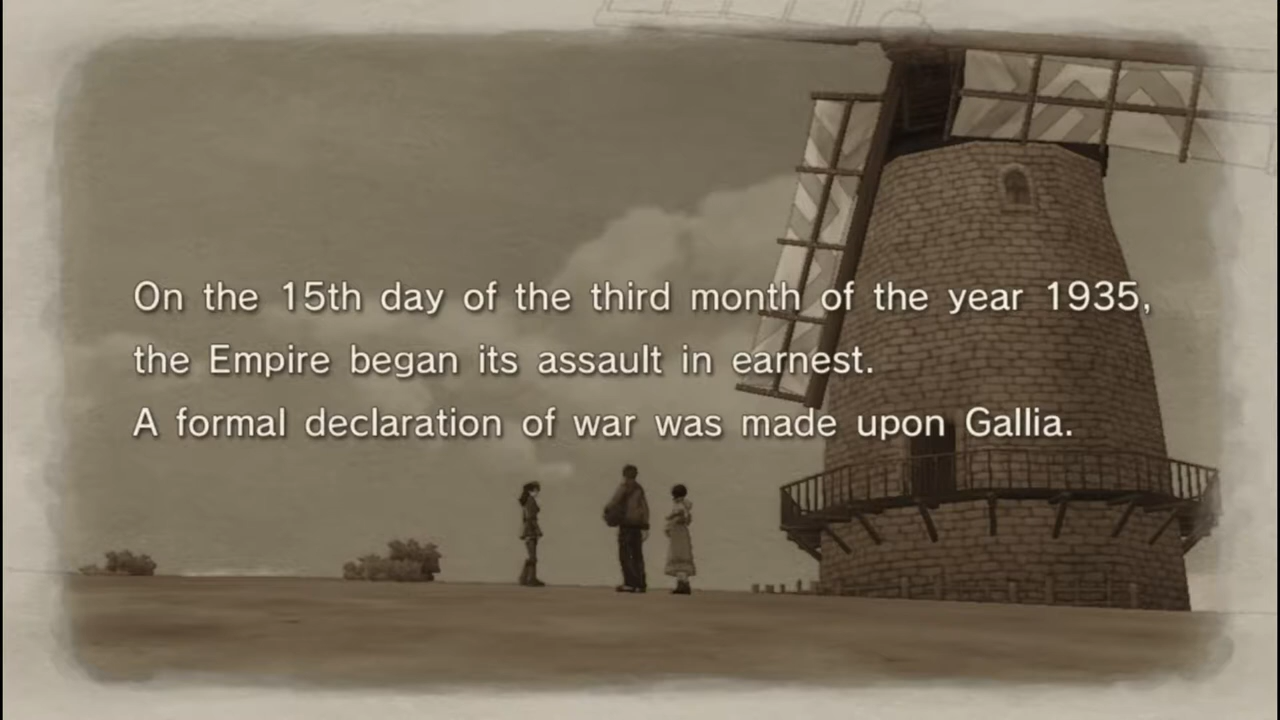 On the 15th day of the third month of the year 1935,
the Empire began its assault in earnest.
A formal declaration of war was made upon Gallia.